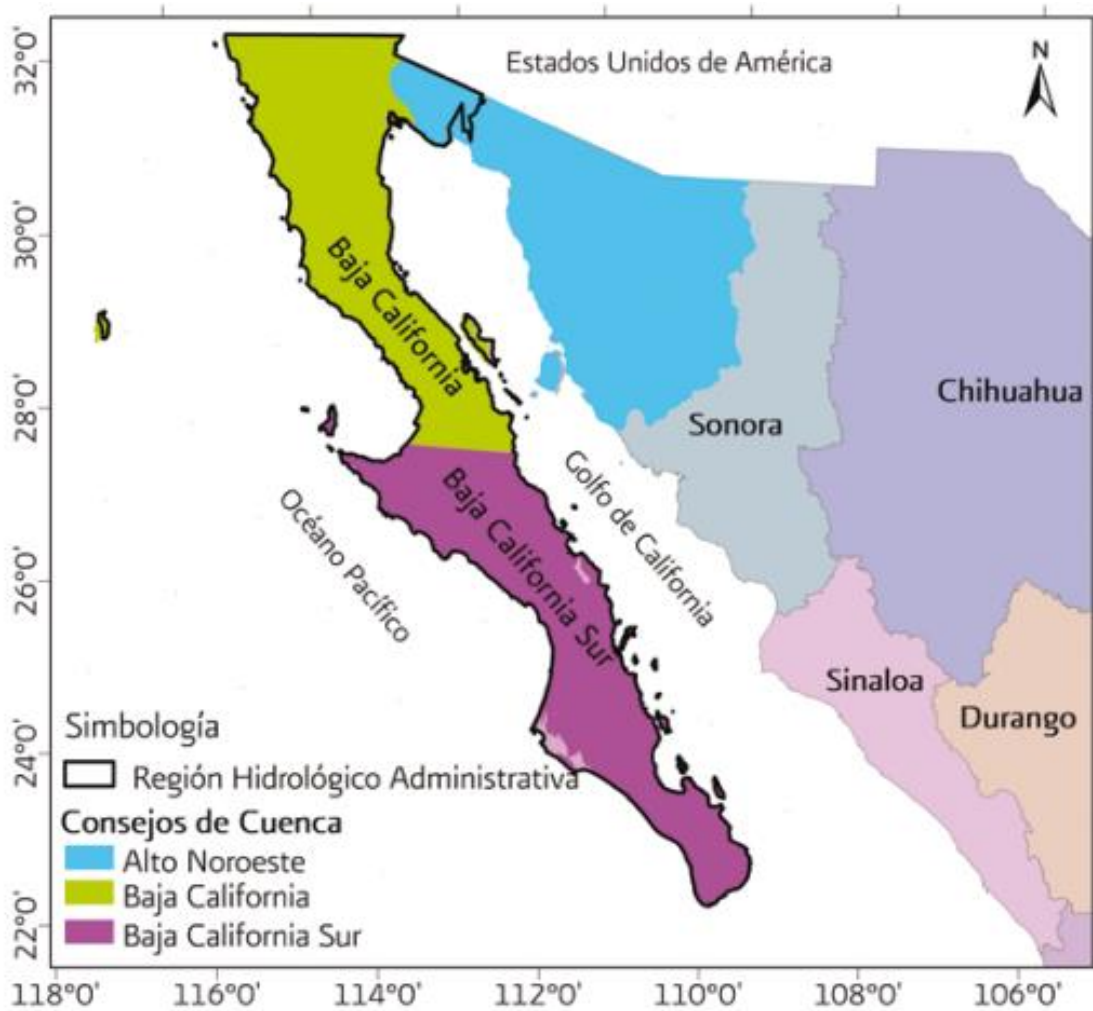 Estados Unidos de América
N
32°0'
30°0'
28°0'
26°0'
24°0'
22°0'
Baja California
Chihuahua
Sonora
Golfo de California
Baja California Sur
Océano Pacífico
Sinaloa
Durango
Simbología
Región Hidrológico Administrativa
Consejos de Cuenca
Alto Noroeste
Baja California
Baja California Sur
118°0' 116°0' 114°0' 112°0' 110°0' 108°0' 106°0'